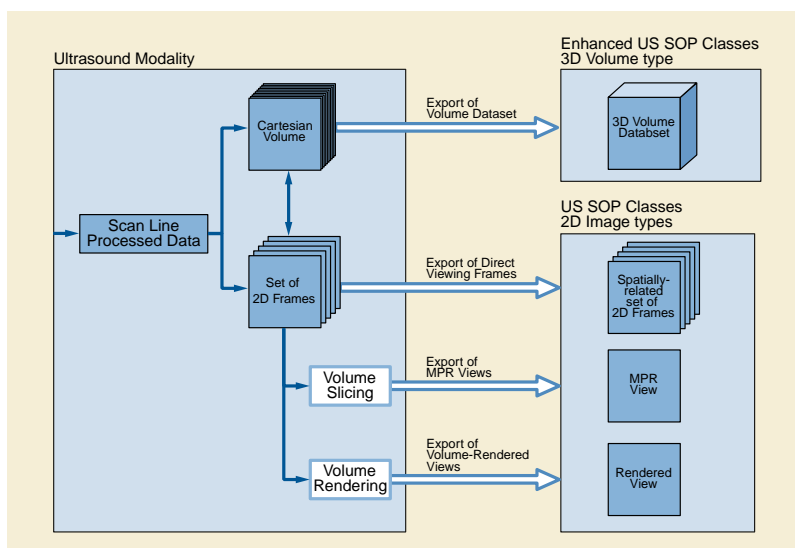 Ultrasound Modality
Enhanced US SOP Classes
3D Volume type
Cartesian
Volume
Export of
Volume Dataset
3D Volume
Databset
Scan Line
Processed Data
US SOP Classes
2D Image types
Set of
2D Frames
Export of Direct
Viewing Frames
Spatially-
related
set of
2D Frames
Volume
Slicing
Export of
MPR Views
MPR
View
Volume
Rendering
Export of
Volume-Rendered
Views
Rendered
View